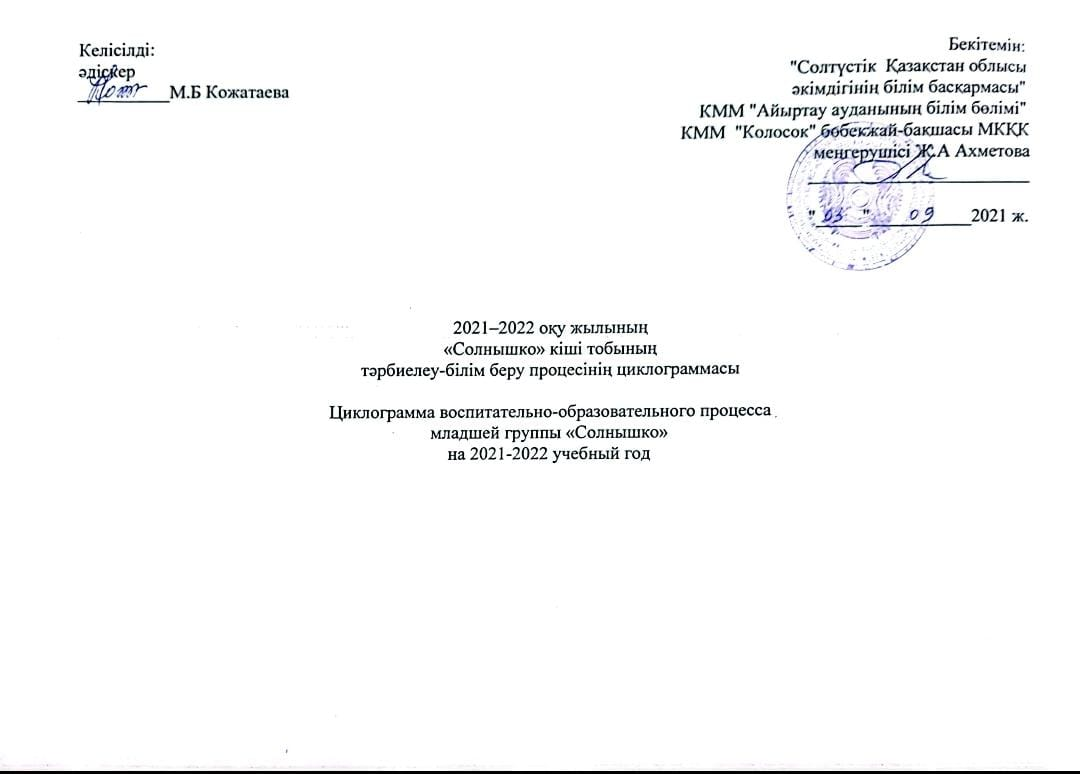 Келісілді:
әдіскер
М.Б Кожатаева
Бекітемін:
"Солтүстік Қазақстан облысы
әкімдігінің білім басқармасы"
КММ "Айыртау ауданының білім бөлімі"
КММ "Колосок" бөбекжай-бақшасы МКҚК
меңгерушісі Ж.А Ахметова
"03" 09 2021 ж.
2021–2022 оқу жылының
«Солнышко» кіші тобының
тәрбиелеу-білім беру процесінің циклограммасы
Циклограмма воспитательно-образовательного процесса
младшей группы «Солнышко»
на 2021-2022 учебный год